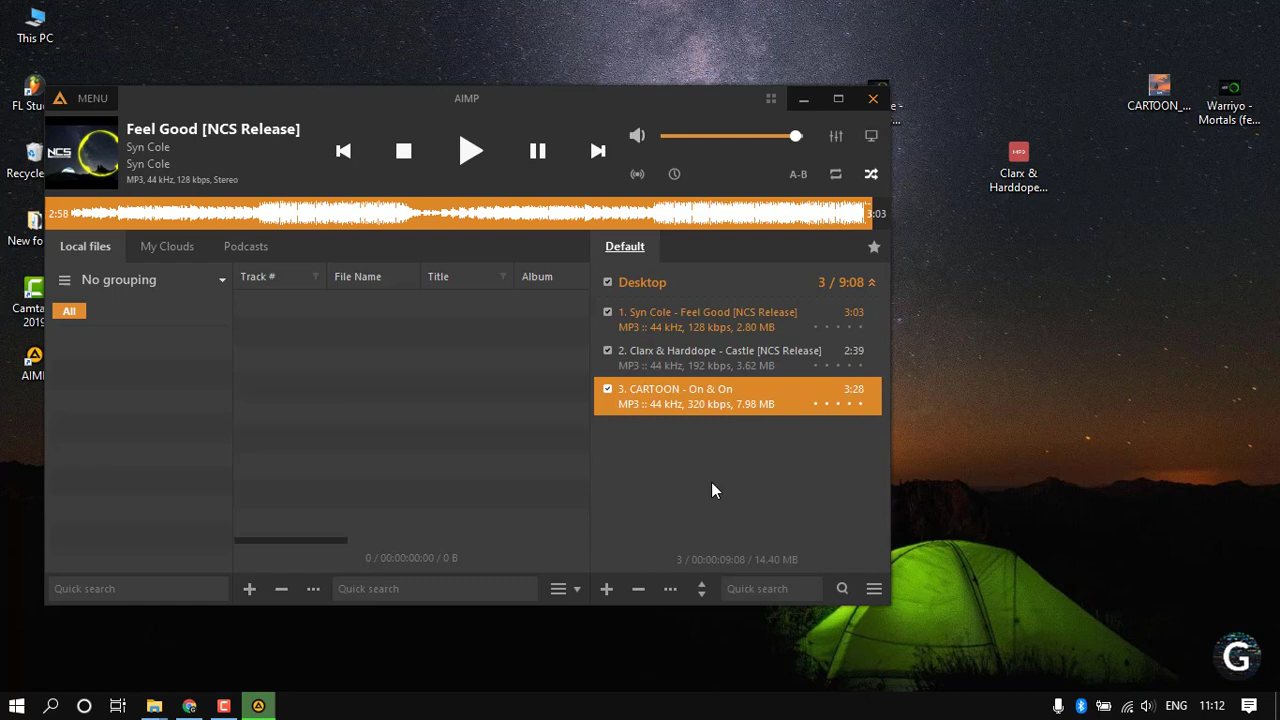 This PC
FL Stu
Recycle
New fo
Camta
2019
AIM
CARTOON_...
Warriyo -
Mortals (fe...
Clarx &
Harddope...
MENU
AIMP
Feel Good [NCS Release]
Syn Cole
Syn Cole
MP3, 44 kHz, 128 kbps, Stereo
NCS
A-B
2:58
3:03
Local files
My Clouds
Podcasts
Default
No grouping
Track #
File Name
Title
Album
All
Desktop
3 / 9:08
1. Syn Cole - Feel Good [NCS Release]
3:03
MP3 :: 44 kHz, 128 kbps, 2.80 MB
2. Clarx & Harddope - Castle [NCS Release]
2:39
MP3 :: 44 kHz, 192 kbps, 3.62 MB
3. CARTOON - On & On
3:28
MP3 :: 44 kHz, 320 kbps, 7.98 MB
0 / 00:00:00:00 / 0 B
3 / 00:00:09:08 / 14.40 MB
Quick search
Quick search
Quick search
G
ENG
11:12